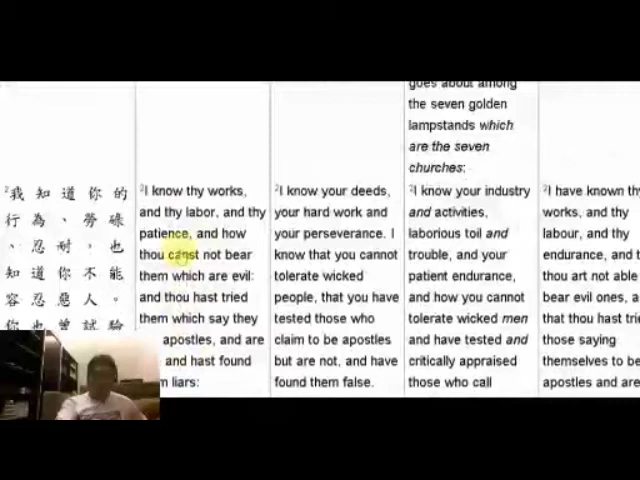 ²我知道你的
行為、勞碌
、忍耐，也
知道你不能
容忍惡人。
你也曾試驗
²I know thy works,
and thy labor, and thy
patience, and how
thou canst not bear
them which are evil:
and thou hast tried
them which say they
apostles, and are
and hast found
liars:
²I know your deeds,
your hard work and
your perseverance. I
know that you cannot
tolerate wicked
people, that you have
tested those who
claim to be apostles
but are not, and have
found them false.
goes about among
the seven golden
lampstands which
are the seven
churches:
²I know your industry
and activities,
laborious toil and
trouble, and your
patient endurance,
and how you cannot
tolerate wicked men
and have tested and
critically appraised
those who call
²I have known thy
works, and thy
labour, and thy
endurance, and t
thou art not able
bear evil ones, a
that thou hast trie
those saying
themselves to be
apostles and are